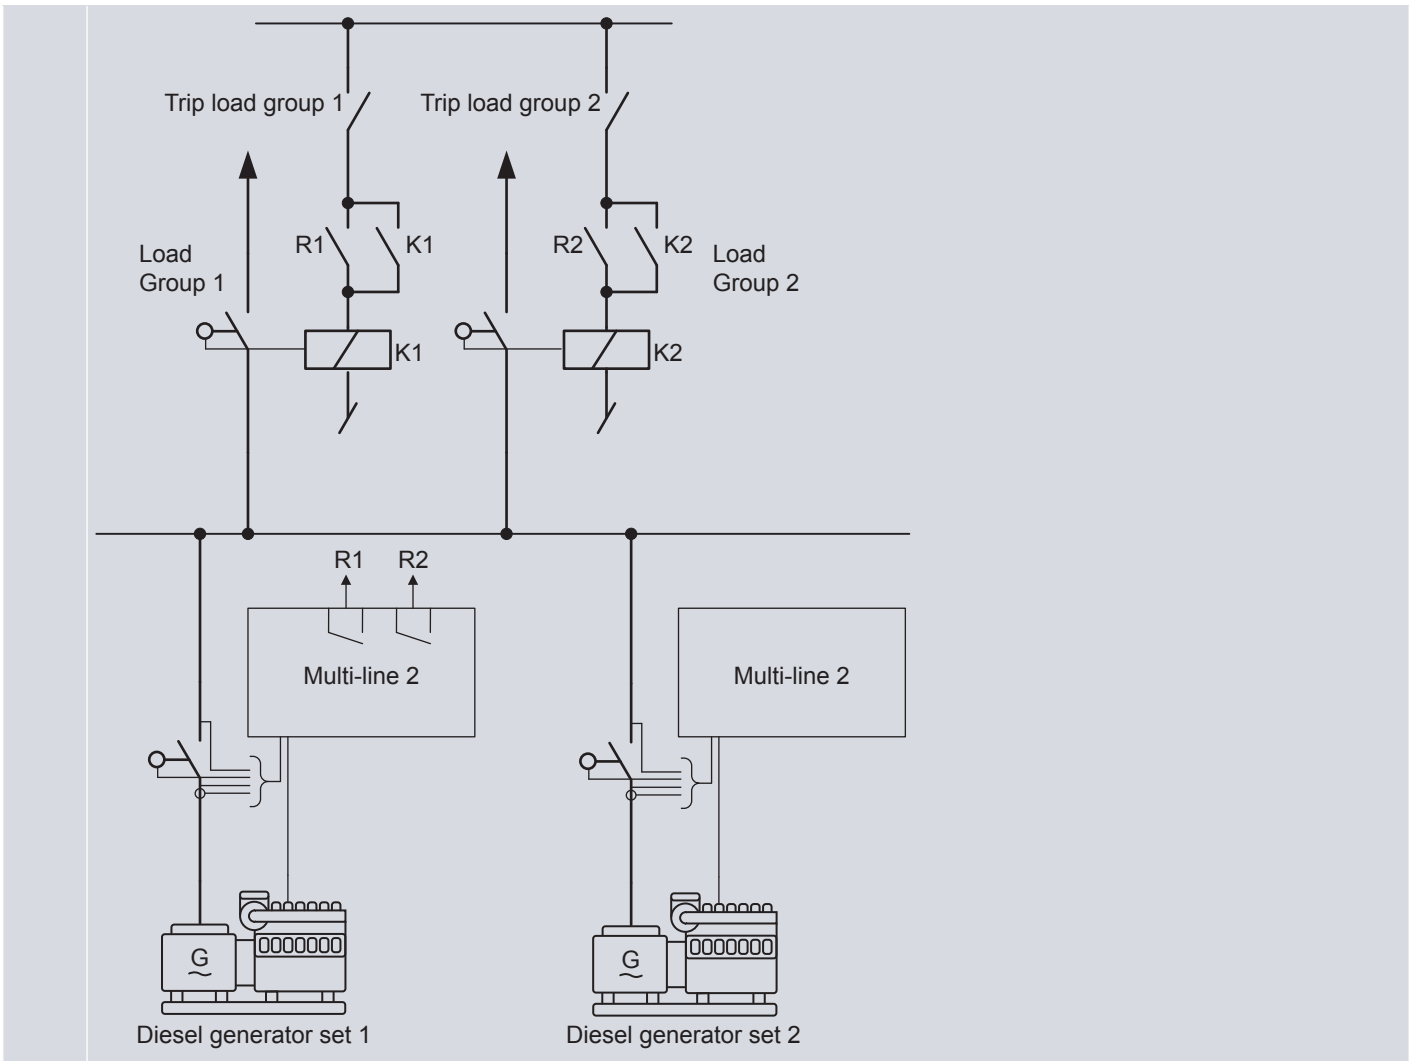 Trip load group 1
Trip load group 2
R1
K1
R2
K2
Load
Group 1
Load
Group 2
K1
K2
R1
R2
Multi-line 2
Multi-line 2
G
G
Diesel generator set 1
Diesel generator set 2